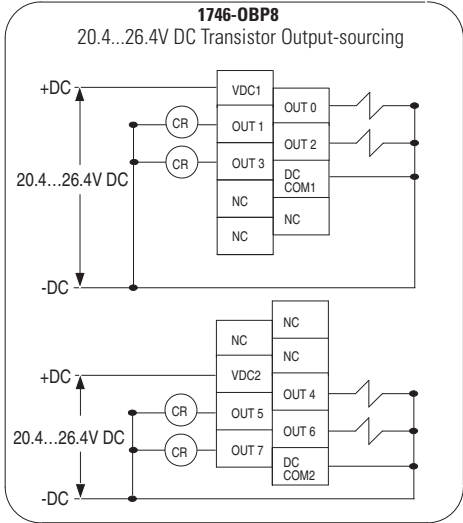 1746-OBP8
20.4...26.4V DC Transistor Output-sourcing
+DC
VDC1
OUT 0
CR
OUT 1
OUT 2
CR
OUT 3
DC
COM1
20.4...26.4V DC
NC
NC
NC
-DC
NC
NC
NC
+DC
VDC2
OUT 4
CR
OUT 5
OUT 6
20.4...26.4V DC
CR
OUT 7
DC
COM2
-DC